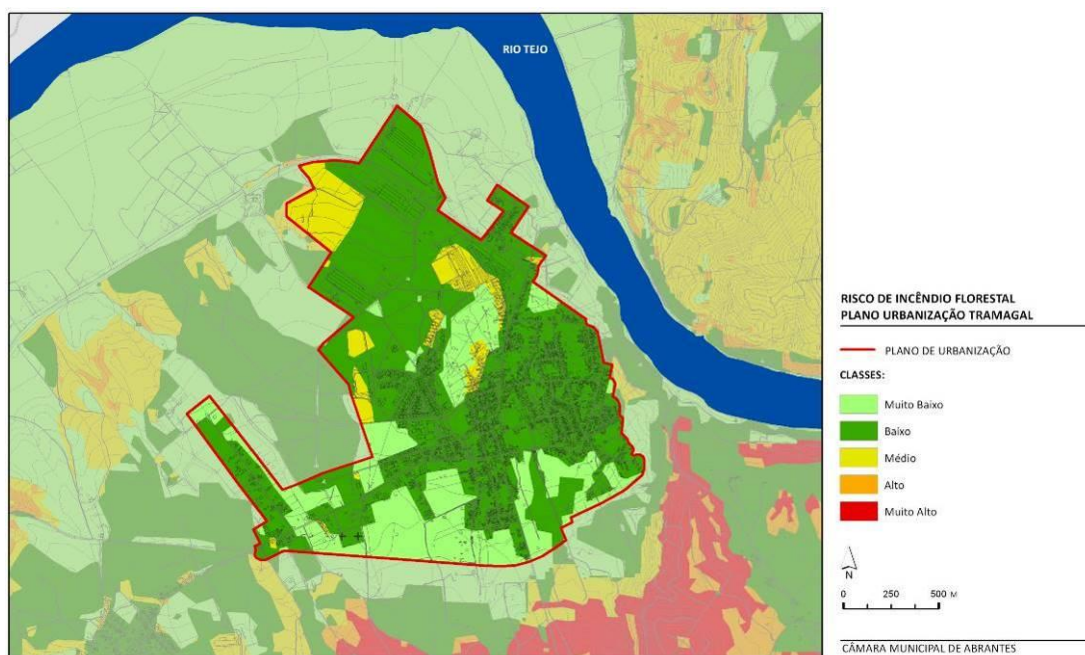 RIO TEJO
RISCO DE INCÊNDIO FLORESTAL
PLANO URBANIZAÇÃO TRAMAGAL
PLANO DE URBANIZAÇÃO
CLASSES:
Muito Baixo
Baixo
Médio
Alto
Muito Alto
N
0 250 500 M
CÂMARA MUNICIPAL DE ABRANTES